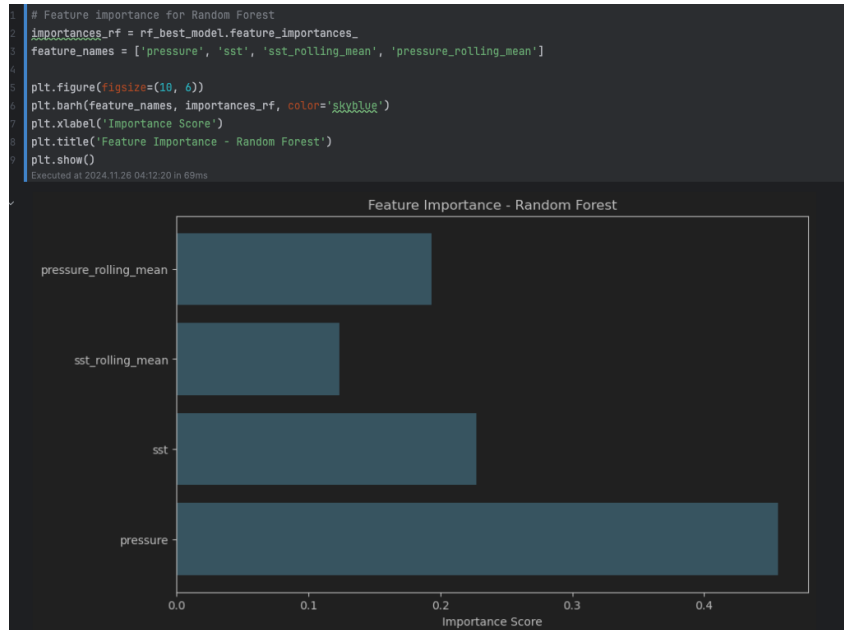 1 # Feature importance for Random Forest
2 importances_rf = rf_best_model.feature_importances_
3 feature_names = ['pressure', 'sst', 'sst_rolling_mean', 'pressure_rolling_mean']
4
5 plt.figure(figsize=(10, 6))
6 plt.barh(feature_names, importances_rf, color='skyblue')
7 plt.xlabel('Importance Score')
8 plt.title('Feature Importance - Random Forest')
9 plt.show()
Executed at 2024.11.26 04:12:20 in 69ms
Feature Importance - Random Forest
pressure_rolling_mean
sst_rolling_mean
sst
pressure
0.0 0.1 0.2 0.3 0.4
Importance Score